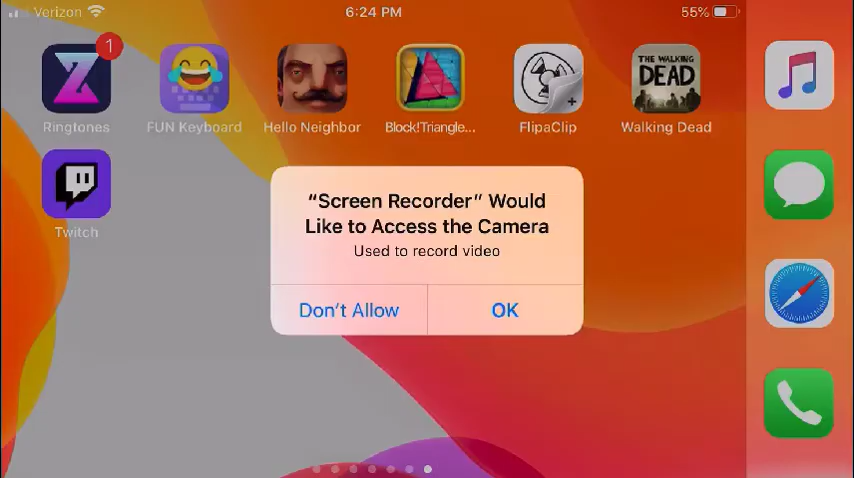 Verizon
6:24 PM
55%
1
THE WALKING
DEAD
Ringtones
FUN Keyboard
Hello Neighbor
Block!Triangle...
FlipaClip
Walking Dead
Twitch
“Screen Recorder” Would
Like to Access the Camera
Used to record video
Don’t Allow
OK